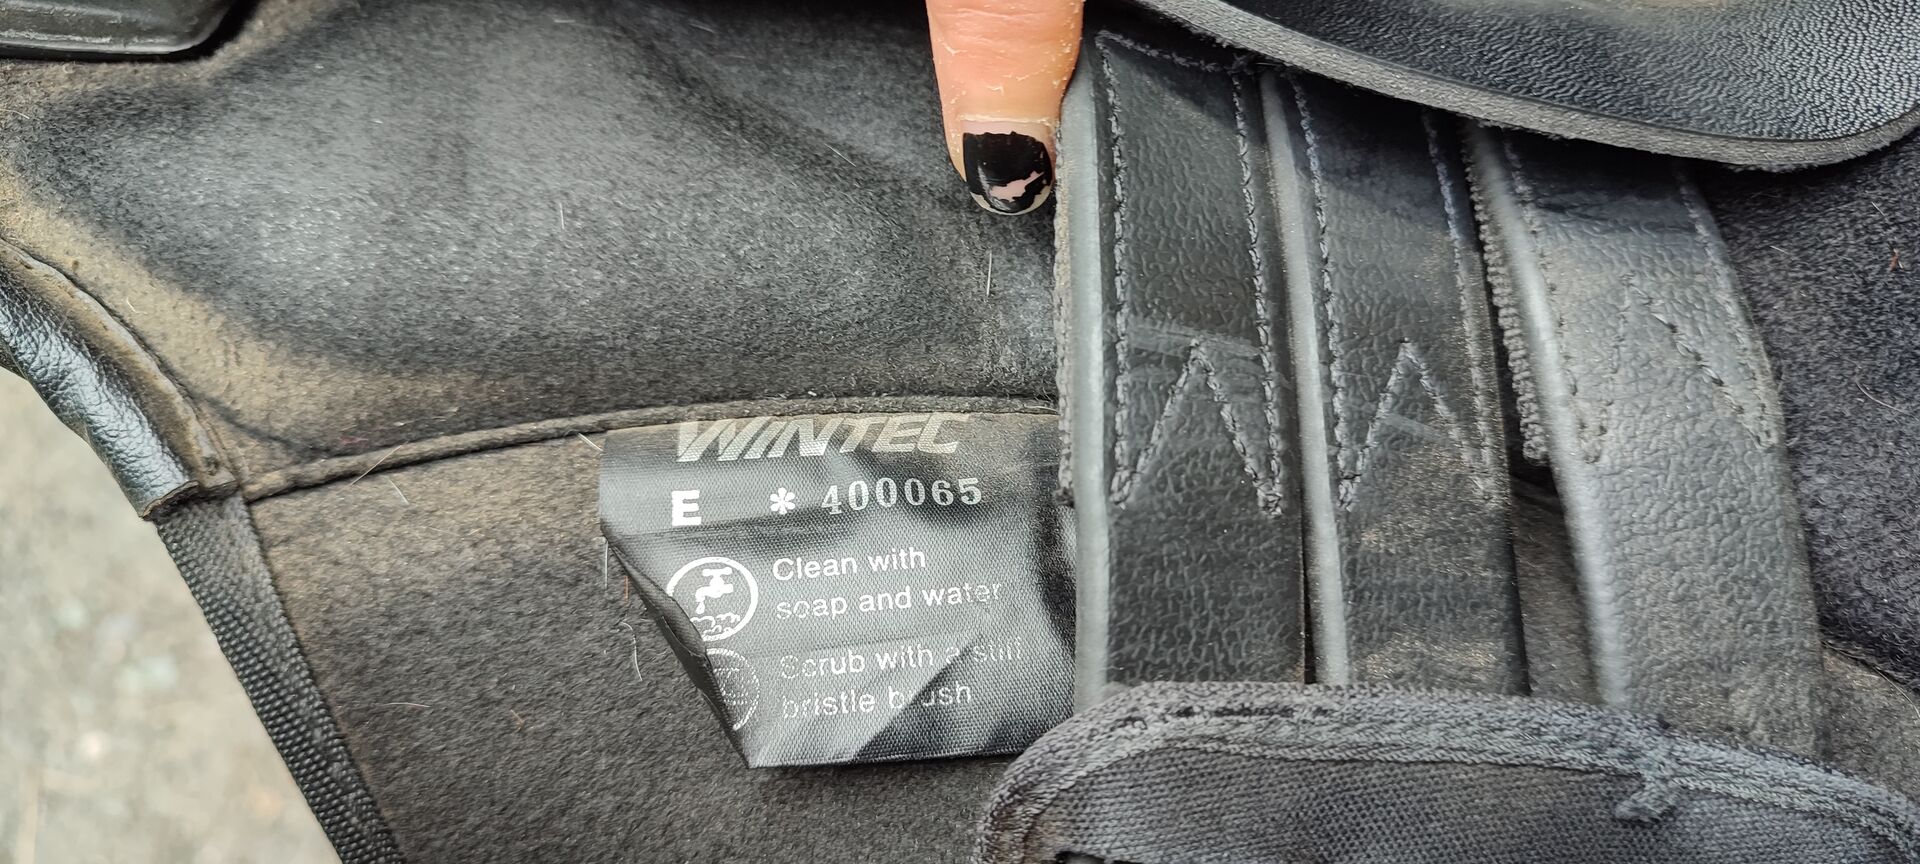 WINTEC
E * 400065
Clean with
soap and water
Scrub with a stiff
bristle brush